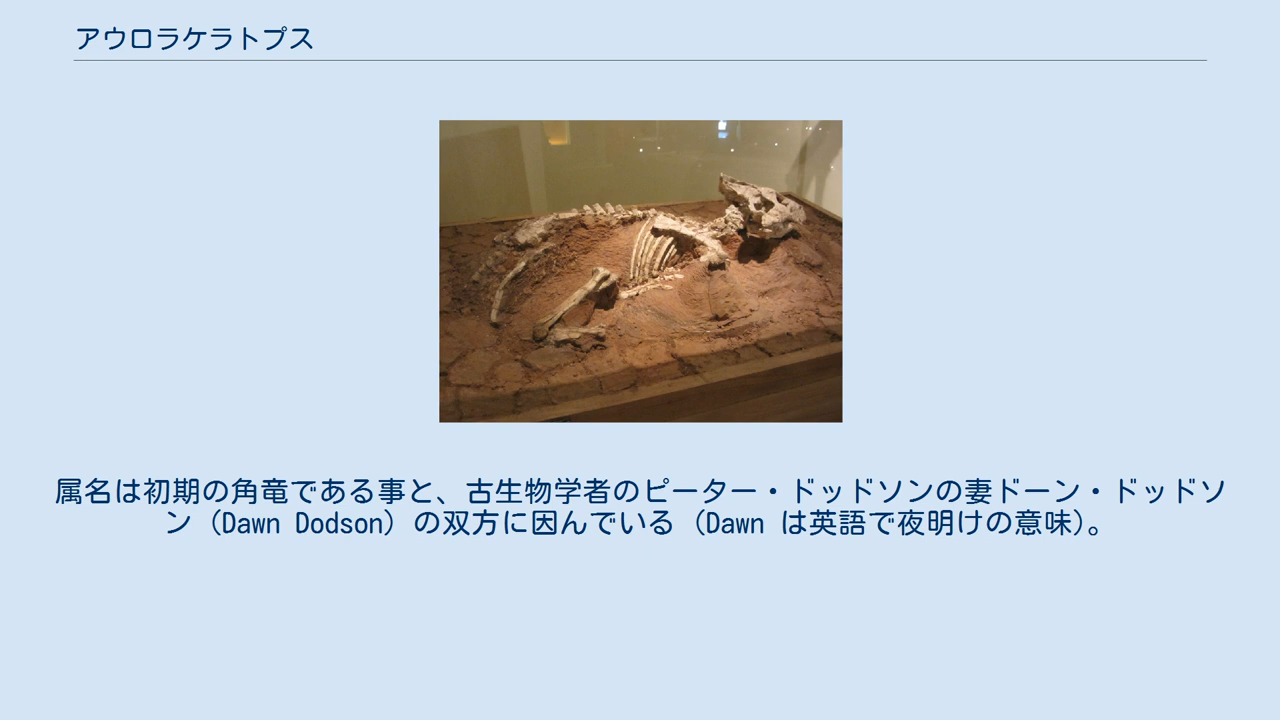 アウロラケラトプス
属名は初期の角竜である事と、古生物学者のピーター・ドッドソンの妻ドーン・ドッドソ
ン（Dawn Dodson）の双方に因んでいる（Dawn は英語で夜明けの意味）。